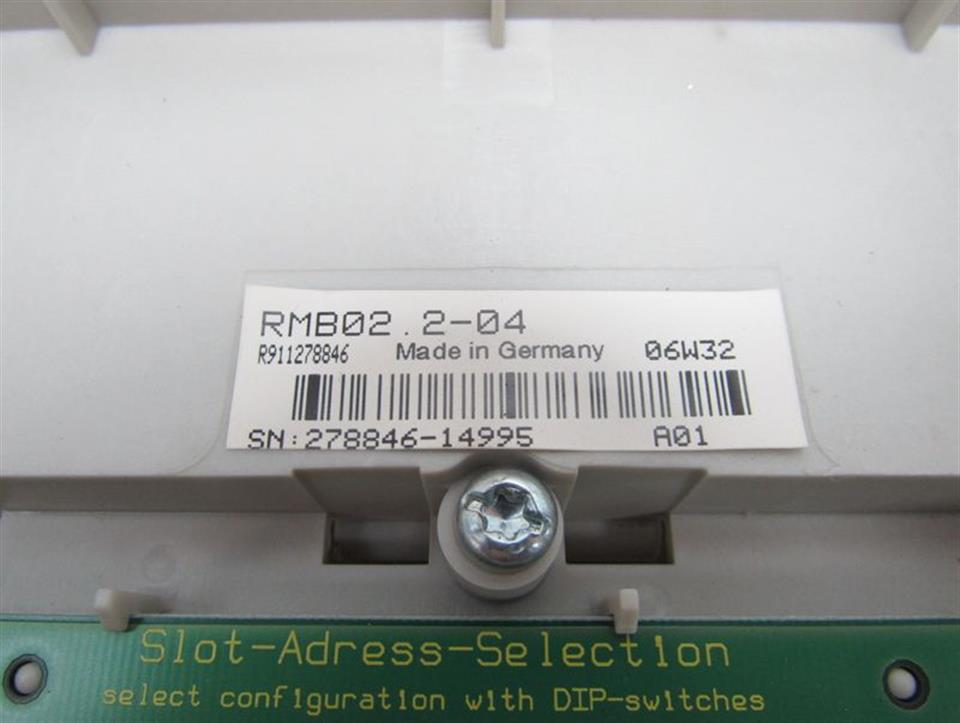 RMB02.2-04
R911278846 Made in Germany 06W32
SN:278846-14995 A01
Slot-Adress-Selection
select configuration with DIP-switches